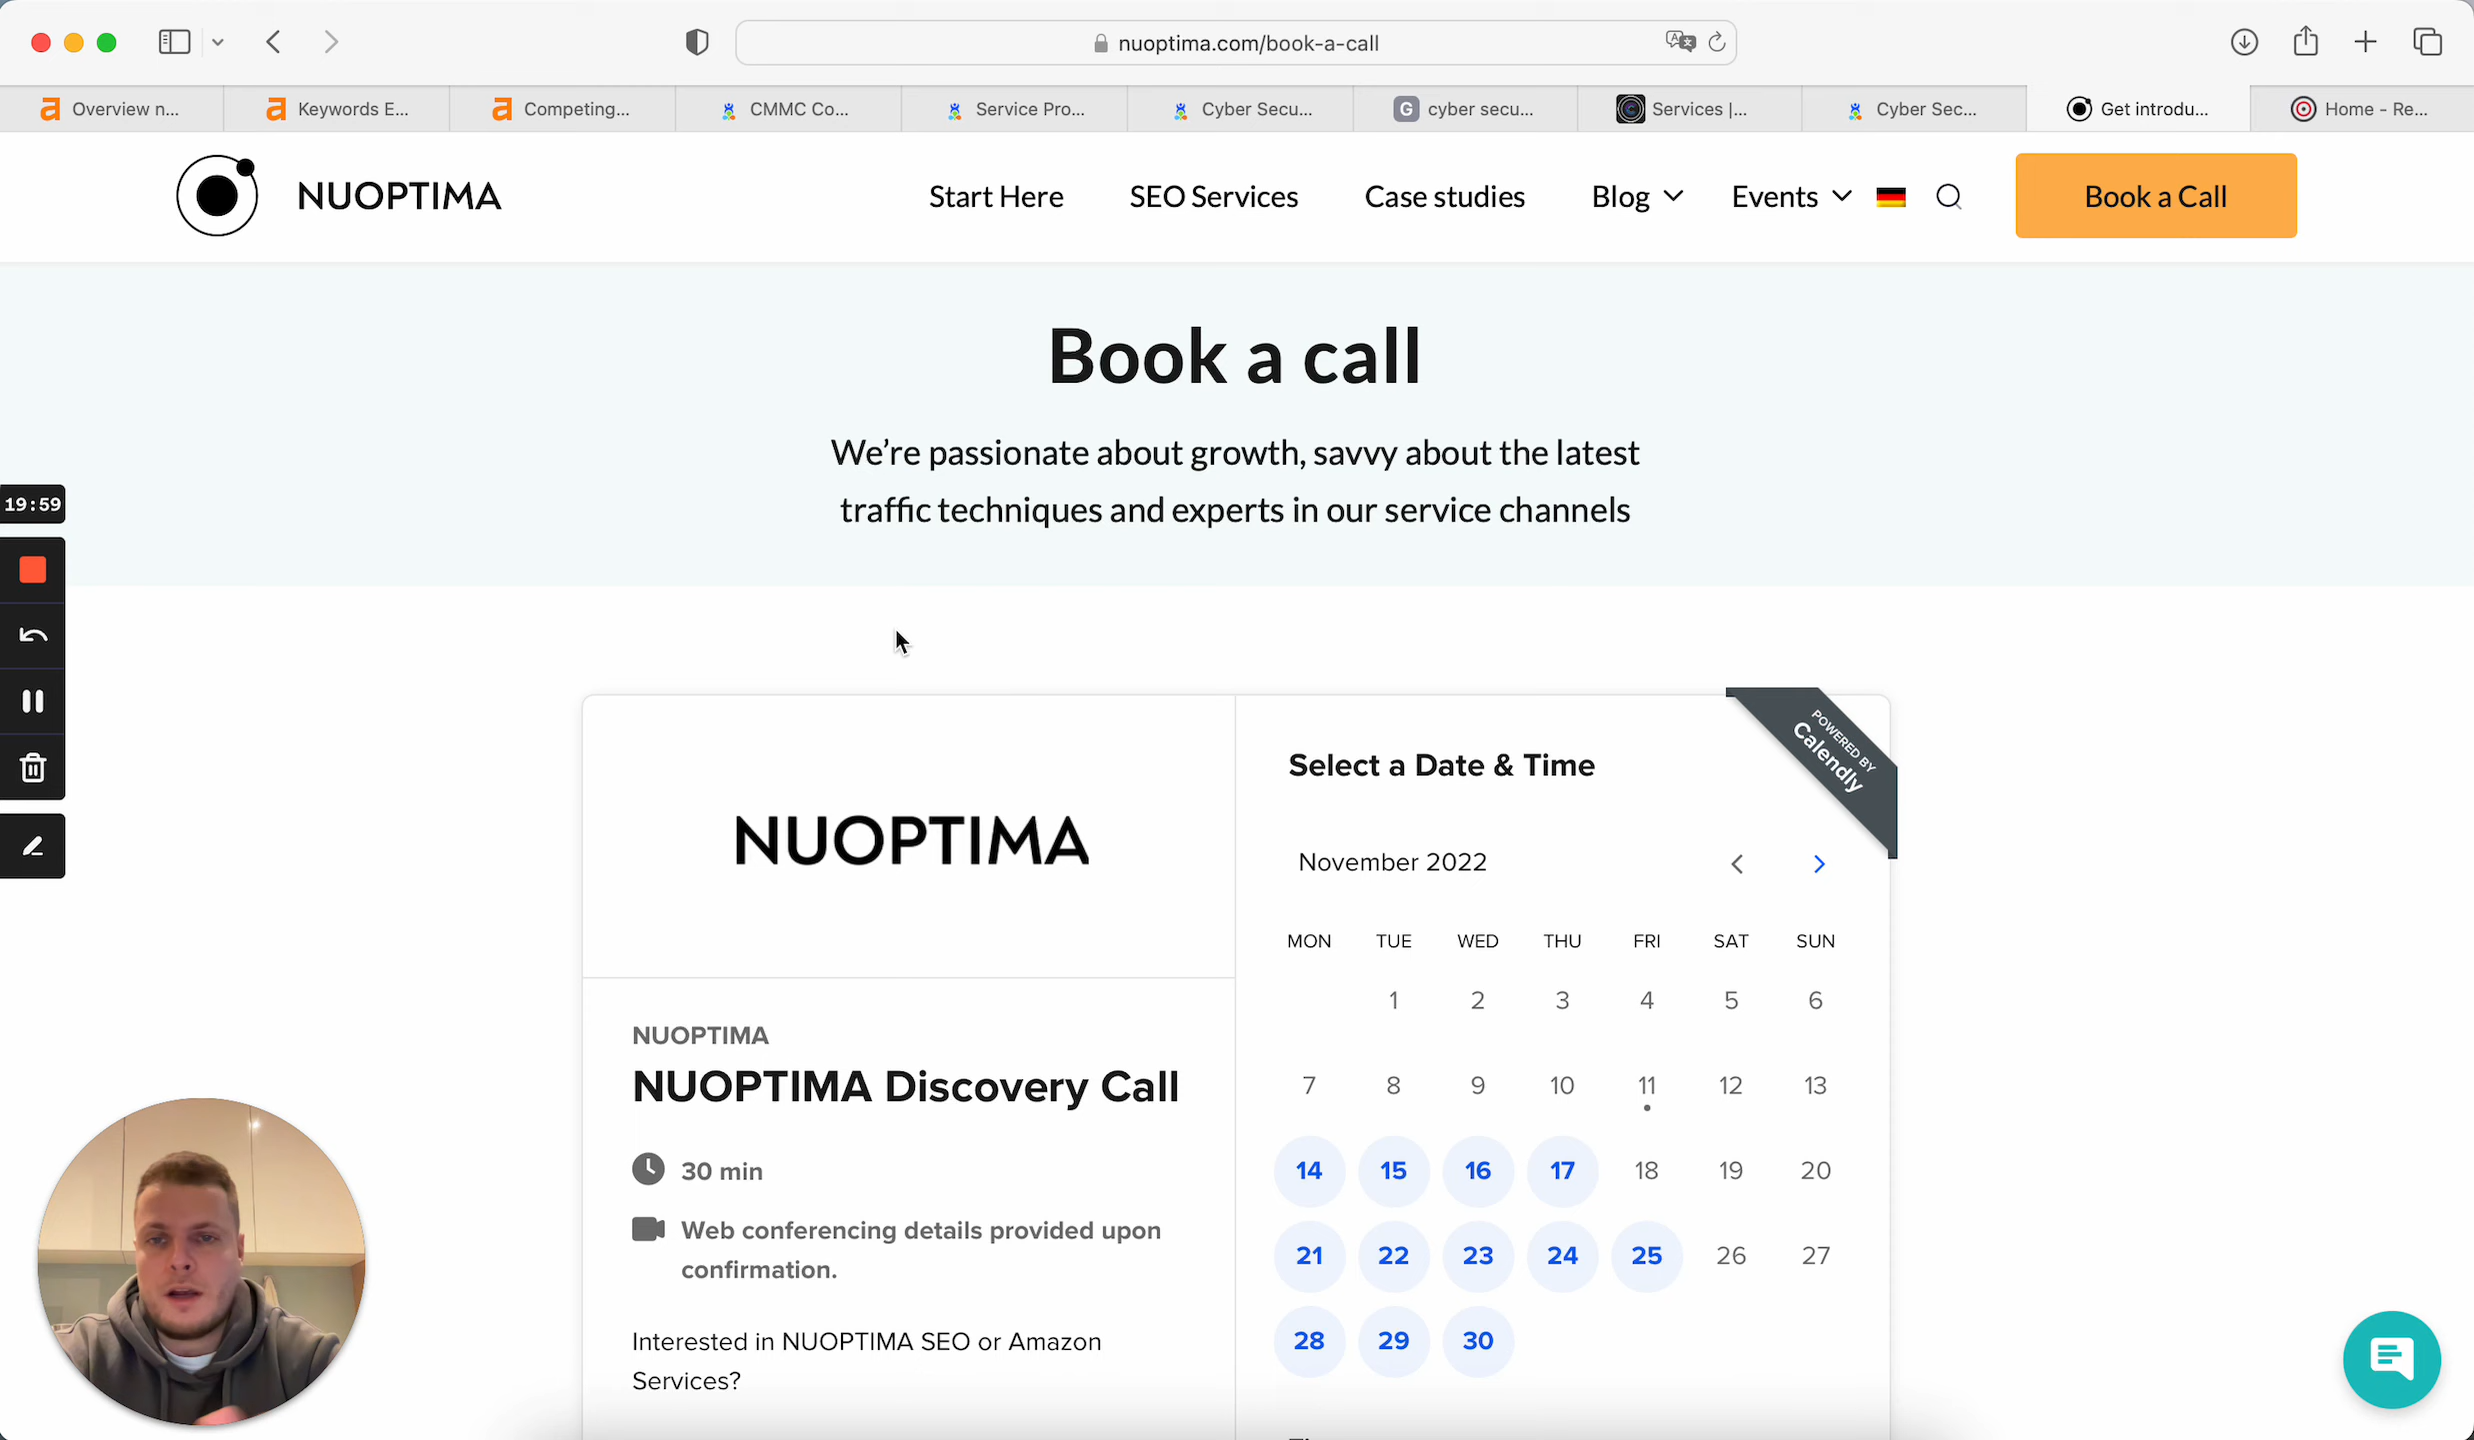 nuoptima.com/book-a-call
Overview n...
Keywords E...
Competing...
CMMC Co...
Service Pro...
Cyber Secu...
G cyber secu...
Services |...
Cyber Sec...
Get introdu...
Home - Re...
NUOPTIMA
Start Here
SEO Services
Case studies
Blog
Events
Book a Call
Book a call
We’re passionate about growth, savvy about the latest
traffic techniques and experts in our service channels
19:59
NUOPTIMA
NUOPTIMA
NUOPTIMA Discovery Call
30 min
Web conferencing details provided upon
confirmation.
Interested in NUOPTIMA SEO or Amazon
Services?
Select a Date & Time
POWERED BY
Calendly
November 2022
MON TUE WED THU FRI SAT SUN
1 2 3 4 5 6
7 8 9 10 11 12 13
14 15 16 17 18 19 20
21 22 23 24 25 26 27
28 29 30